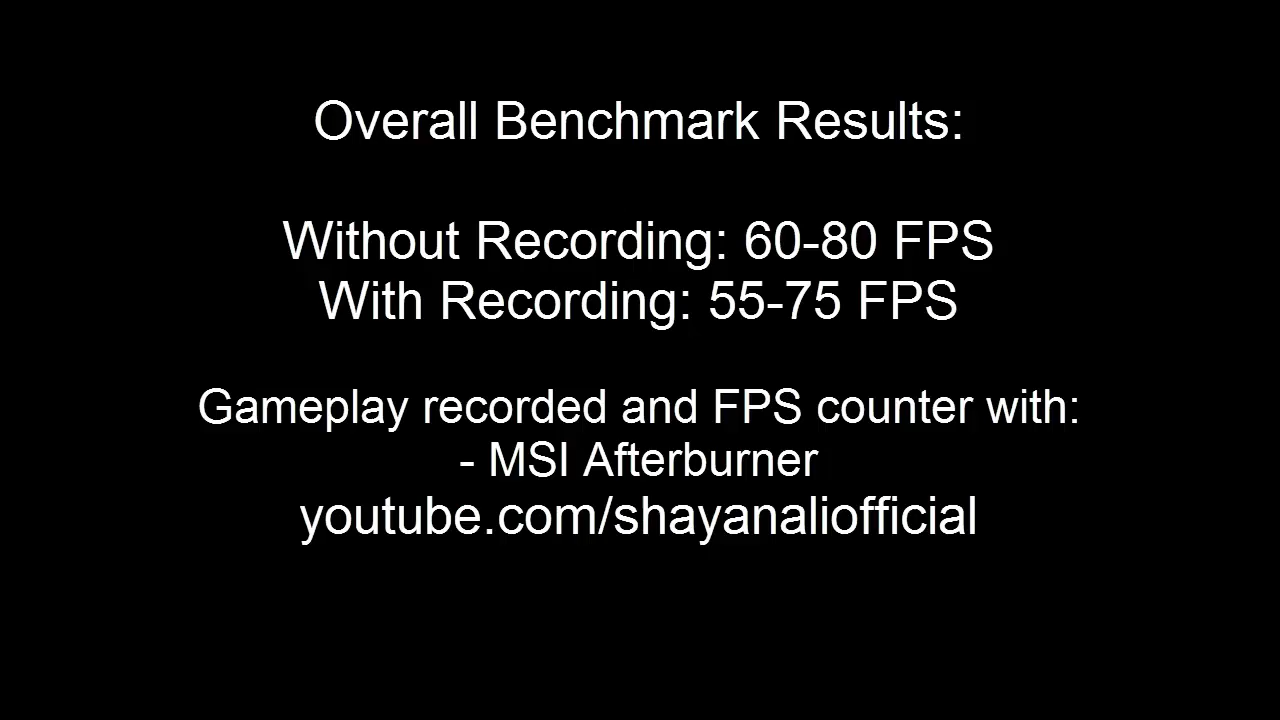 Overall Benchmark Results:
Without Recording: 60-80 FPS
With Recording: 55-75 FPS
Gameplay recorded and FPS counter with:
- MSI Afterburner
youtube.com/shayanaliofficial